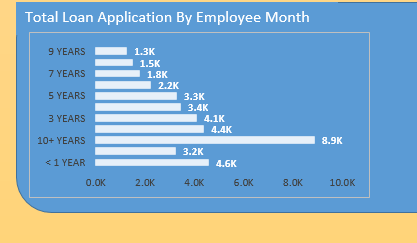 Total Loan Application By Employee Month
9 YEARS 1.3K
1.5K
7 YEARS 1.8K
2.2K
5 YEARS 3.3K
3.4K
3 YEARS 4.1K
4.4K
10+ YEARS 8.9K
3.2K
< 1 YEAR 4.6K
0.0K 2.0K 4.0K 6.0K 8.0K 10.0K